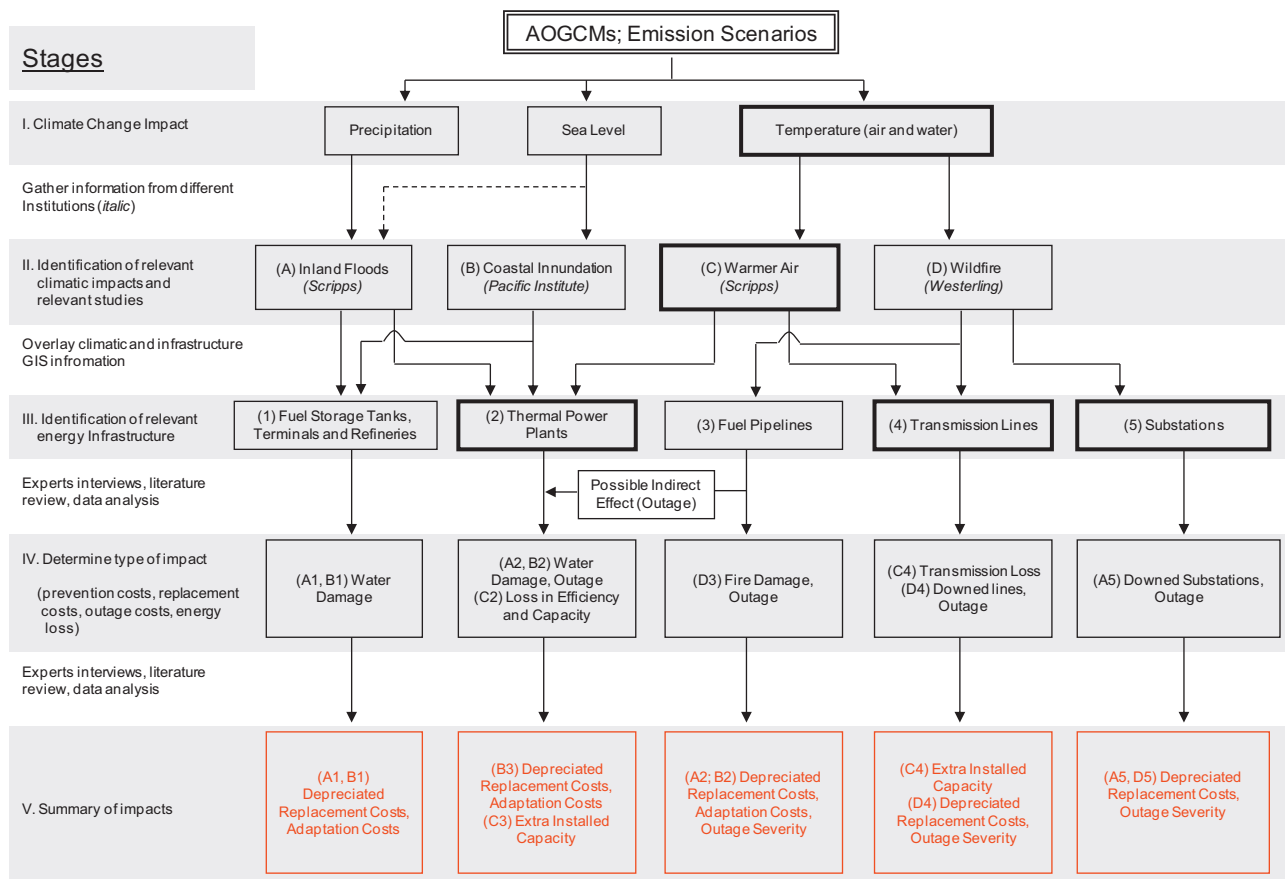 AOGCMs; Emission Scenarios
Stages
I. Climate Change Impact
Precipitation
Sea Level
Temperature (air and water)
Gather information from different
Institutions (italic)
II. Identification of relevant
climatic impacts and
relevant studies
(A) Inland Floods
(Scripps)
(B) Coastal Innundation
(Pacific Institute)
(C) Warmer Air
(Scripps)
(D) Wildfire
(Westerling)
Overlay climatic and infrastructure
GIS infromation
III. Identification of relevant
energy Infrastructure
(1) Fuel Storage Tanks,
Terminals and Refineries
(2) Thermal Power
Plants
(3) Fuel Pipelines
(4) Transmission Lines
(5) Substations
Experts interviews, literature
review, data analysis
Possible Indirect
Effect (Outage)
IV. Determine type of impact
(prevention costs, replacement
costs, outage costs, energy
loss)
(A1, B1) Water
Damage
(A2, B2) Water
Damage, Outage
(C2) Loss in Efficiency
and Capacity
(D3) Fire Damage,
Outage
(C4) Transmission Loss
(D4) Downed lines,
Outage
(A5) Downed Substations,
Outage
Experts interviews, literature
review, data analysis
V. Summary of impacts
(A1, B1)
Depreciated
Replacement Costs,
Adaptation Costs
(B3) Depreciated
Replacement Costs,
Adaptation Costs
(C3) Extra Installed
Capacity
(A2; B2) Depreciated
Replacement Costs,
Adaptation Costs,
Outage Severity
(C4) Extra Installed
Capacity
(D4) Depreciated
Replacement Costs,
Outage Severity
(A5, D5) Depreciated
Replacement Costs,
Outage Severity